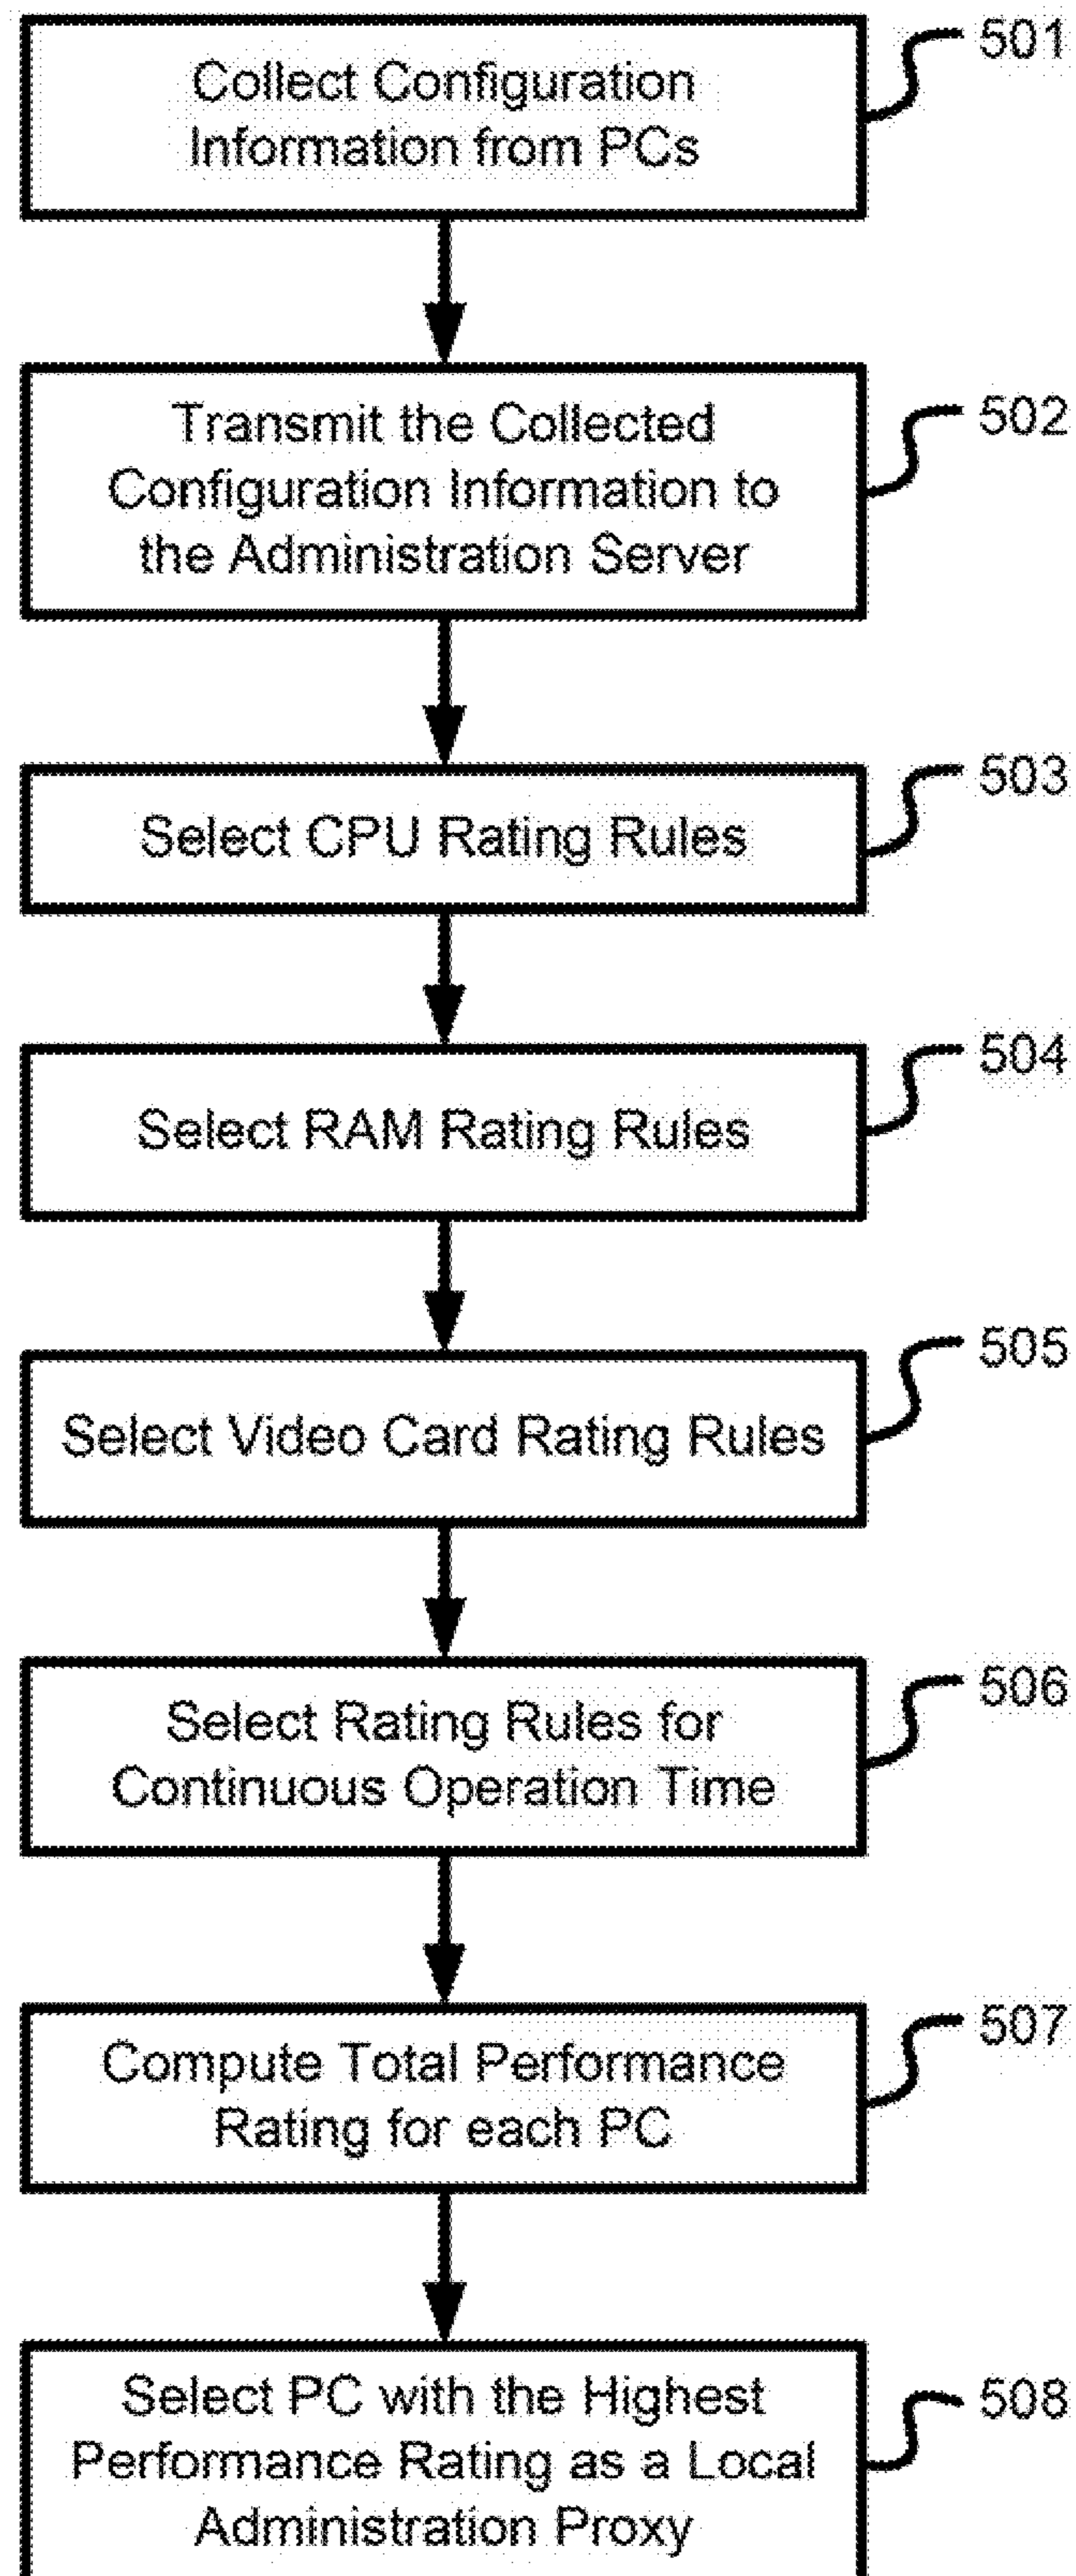 Collect Configuration
Information from PCs
501
Transmit the Collected
Configuration Information to
the Administration Server
502
Select CPU Rating Rules
503
Select RAM Rating Rules
504
Select Video Card Rating Rules
505
Select Rating Rules for
Continuous Operation Time
506
Compute Total Performance
Rating for each PC
507
Select PC with the Highest
Performance Rating as a Local
Administration Proxy
508